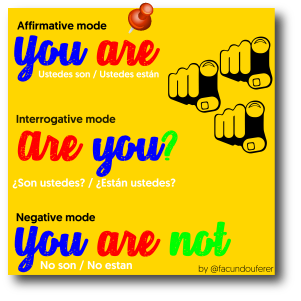 Affirmative mode
you are
Ustedes son / Ustedes están
Interrogative mode
are you?
¿Son ustedes? / ¿Están ustedes?
Negative mode
you are not
No son / No estan
by @facundouferer